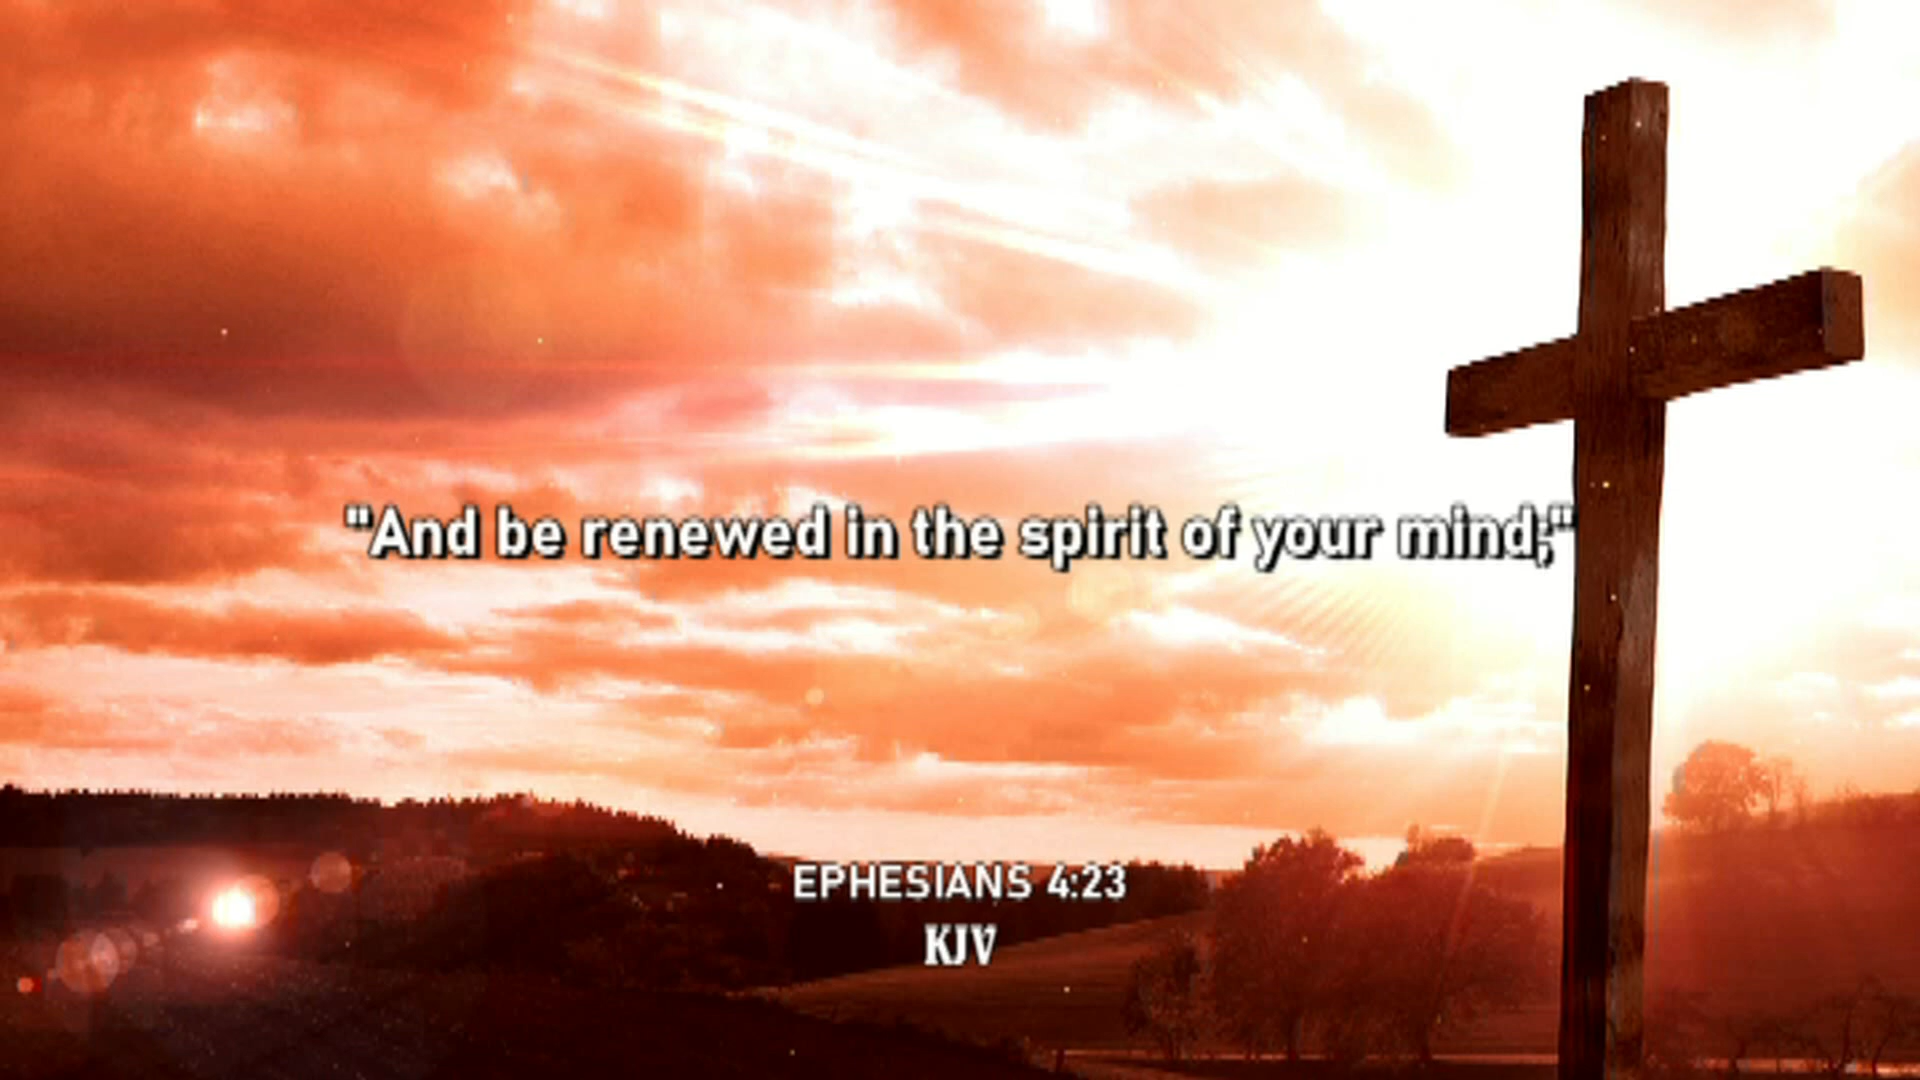 "And be renewed in the spirit of your mind;"
EPHESIANS 4:23
KJV